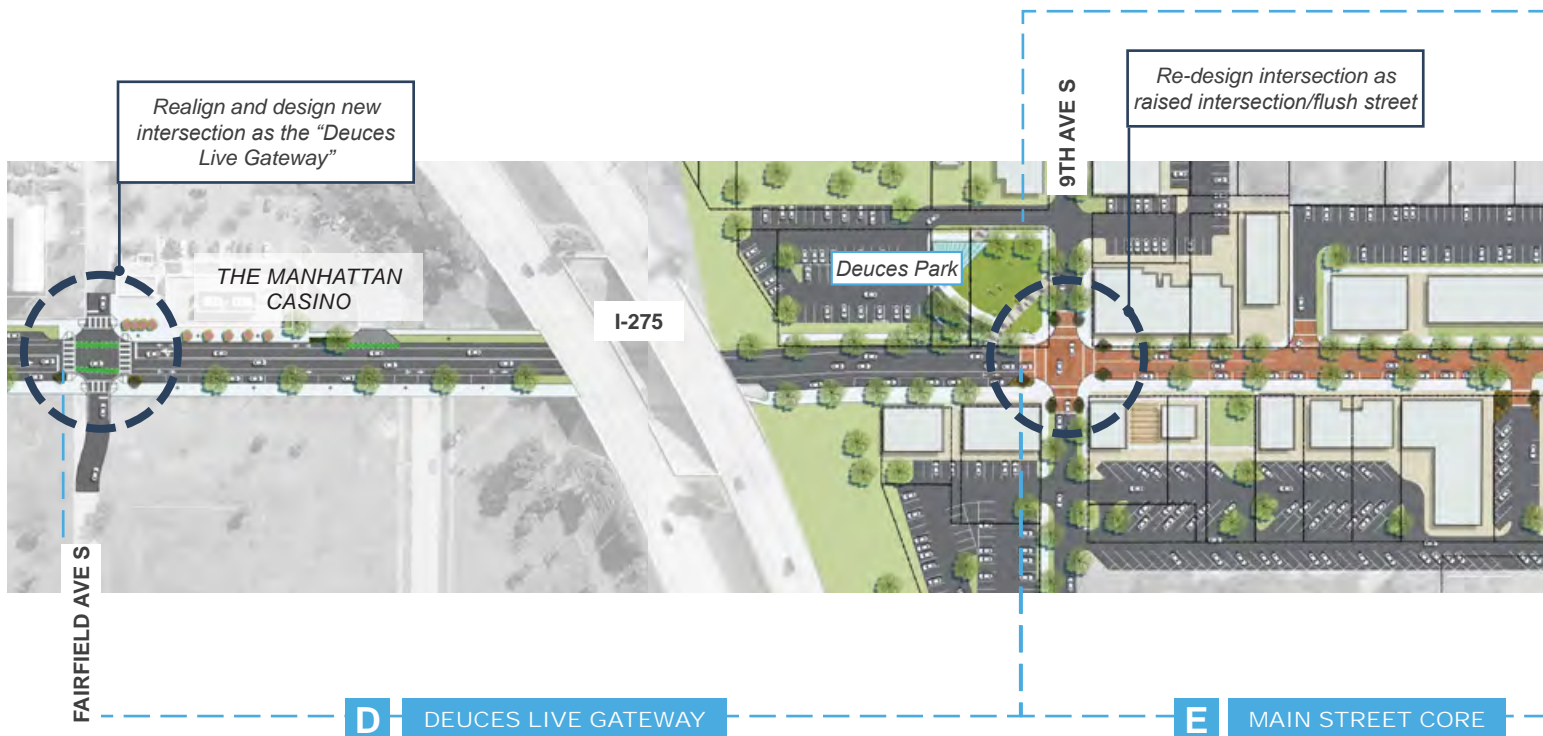 Realign and design new
intersection as the “Deuces
Live Gateway”
THE MANHATTAN
CASINO
I-275
Deuces Park
9TH AVE S
Re-design intersection as
raised intersection/flush street
FAIRFIELD AVE S
D DEUCES LIVE GATEWAY
E MAIN STREET CORE